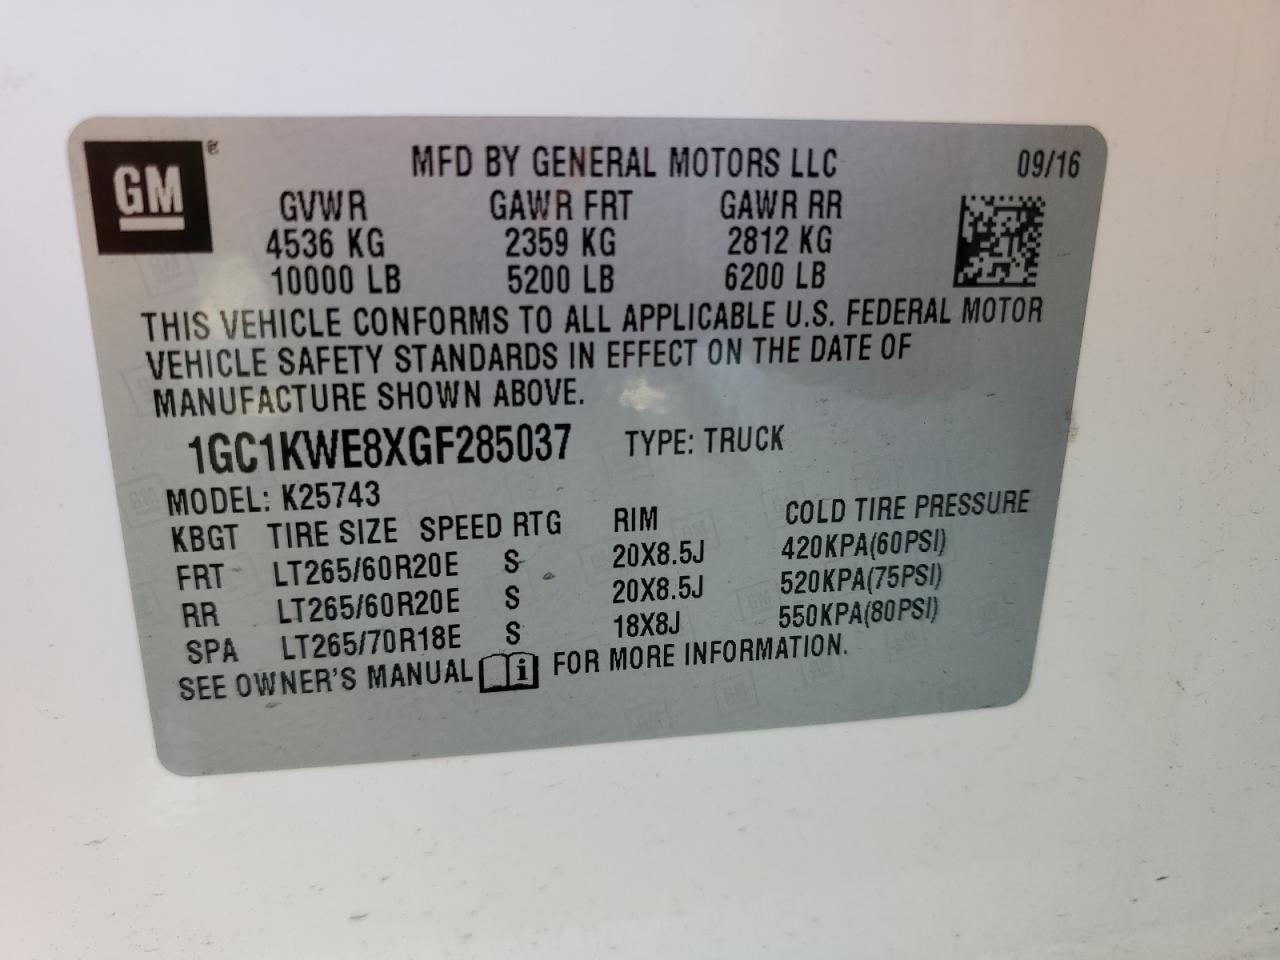 GM®
MFD BY GENERAL MOTORS LLC 09/16
GVWR GAWR FRT GAWR RR
4536 KG 2359 KG 2812 KG
10000 LB 5200 LB 6200 LB
THIS VEHICLE CONFORMS TO ALL APPLICABLE U.S. FEDERAL MOTOR
VEHICLE SAFETY STANDARDS IN EFFECT ON THE DATE OF
MANUFACTURE SHOWN ABOVE.
1GC1KWE8XGF285037 TYPE: TRUCK
MODEL: K25743
KBGT TIRE SIZE SPEED RTG RIM COLD TIRE PRESSURE
FRT LT265/60R20E S 20X8.5J 420KPA(60PSI)
RR LT265/60R20E S 20X8.5J 520KPA(75PSI)
SPA LT265/70R18E S 18X8J 550KPA(80PSI)
SEE OWNER'S MANUAL i FOR MORE INFORMATION.